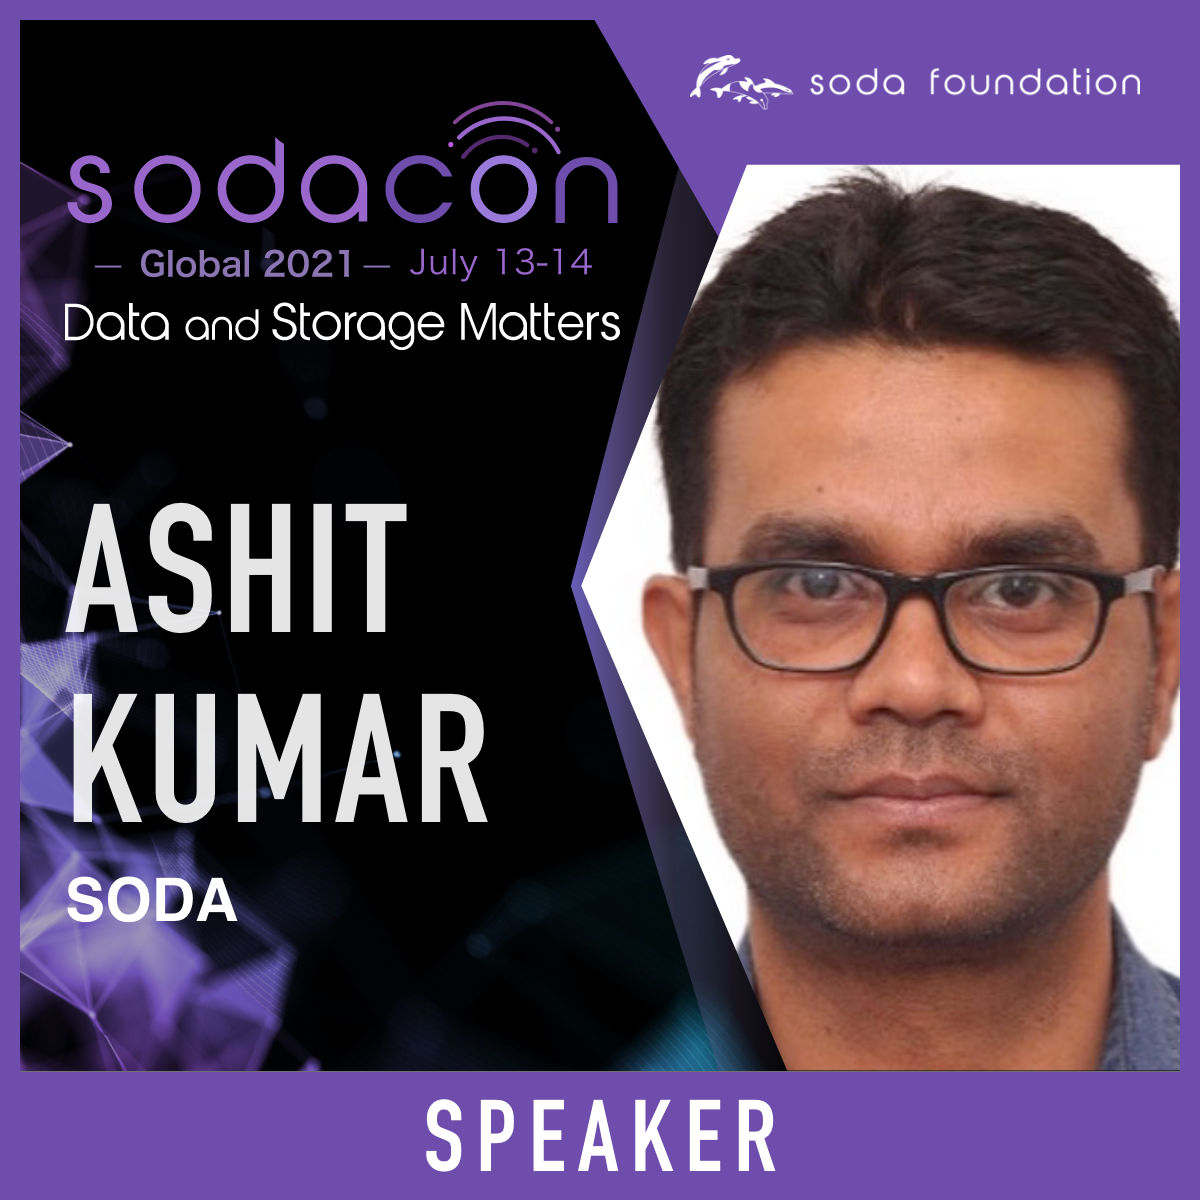 soda foundation
sodacon
— Global 2021 — July 13-14
Data and Storage Matters
ASHIT
KUMAR
SODA
SPEAKER